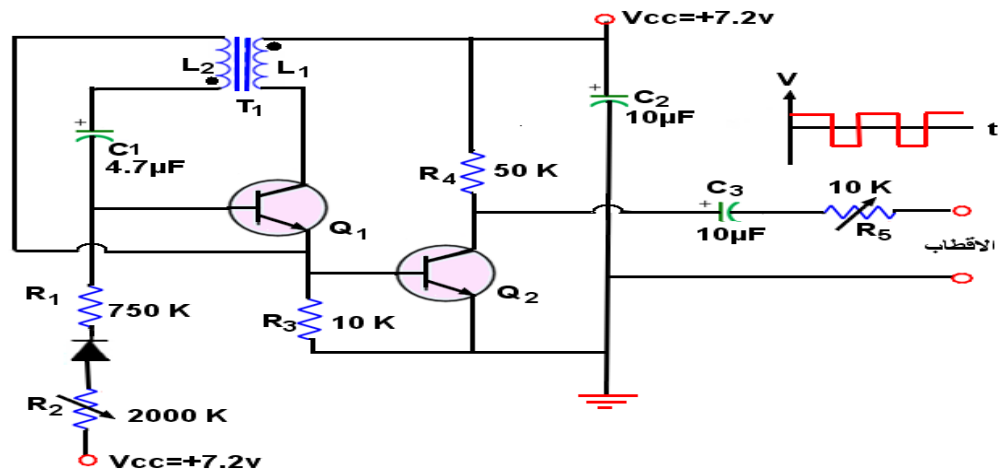 Vcc=+7.2v
L2
L1
T1
C1
4.7µF
C2
10µF
V
t
R4
50 K
C3
10µF
10 K
R5
الاقطاب
Q1
Q2
R1
750 K
R3
10 K
R2
2000 K
Vcc=+7.2v